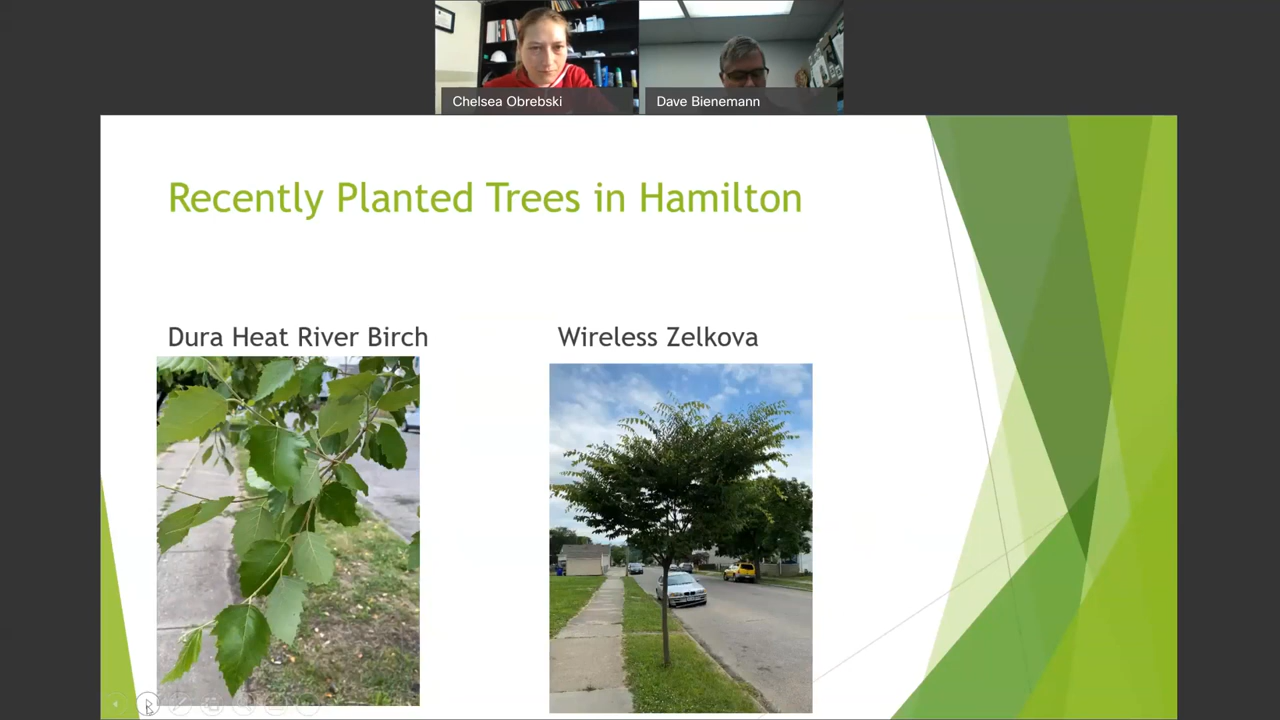 Chelsea Obrebski
Dave Bienemann
Recently Planted Trees in Hamilton
Dura Heat River Birch
Wireless Zelkova